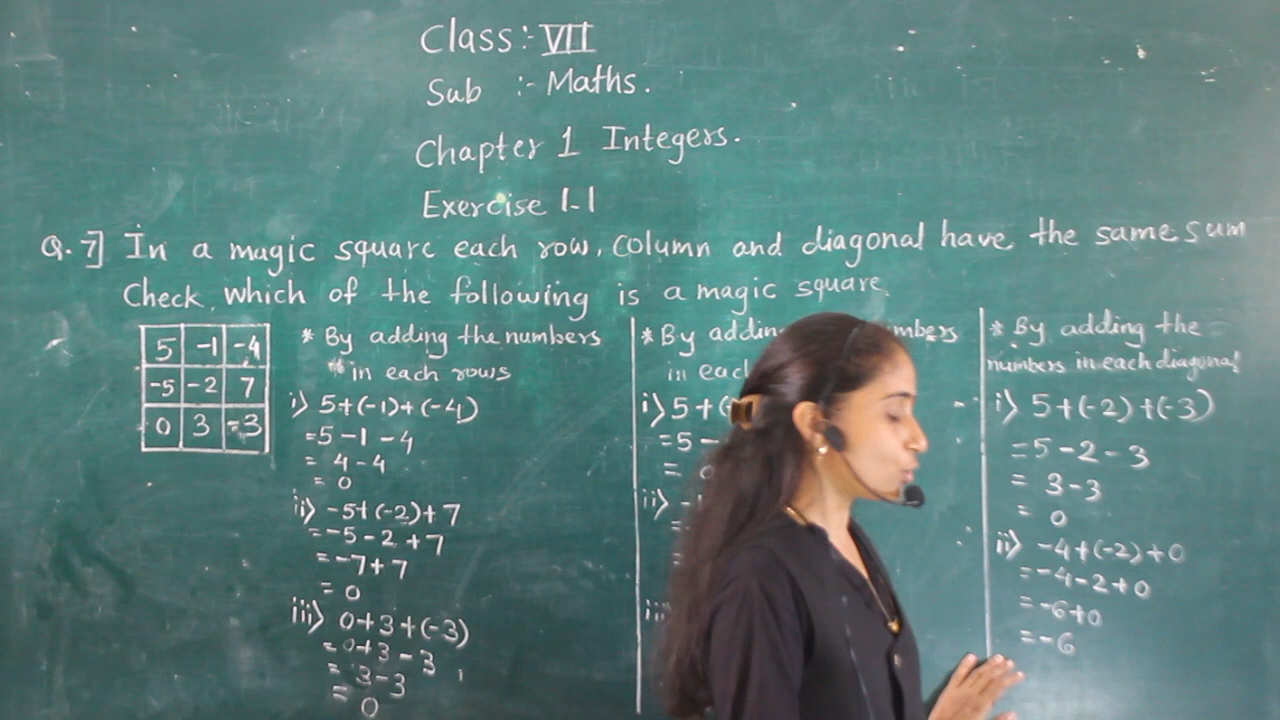 Class :- VII
Sub :- Maths.
Chapter 1 Integers.
Exercise 1.1
Q. 7] In a magic square each row, column and diagonal have the same sum
Check which of the following is a magic square.
5 -1 -4
-5 -2 7
0 3 -3
* By adding the numbers
in each rows
i) 5+(-1)+(-4)
=5-1-4
= 4-4
= 0
ii) -5+(-2)+7
=-5-2+7
=-7+7
= 0
iii) 0+3+(-3)
= 0+3-3
= 3-3
= 0
* By adding
in each
i) 5+(
=5-
=
ii) -
=
=
iii)
* By adding the
numbers in each diagonal
i) 5+(-2)+(-3)
=5-2-3
= 3-3
= 0
ii) -4+(-2)+0
=-4-2+0
=-6+0
=-6